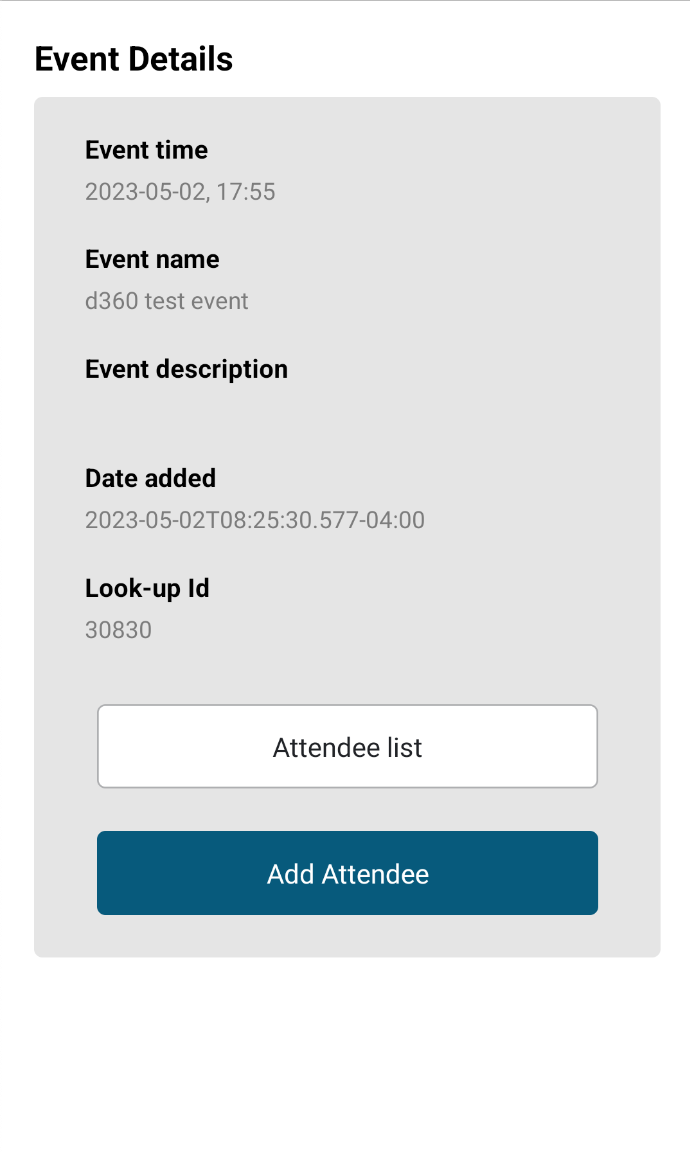 Event Details
Event time
2023-05-02, 17:55
Event name
d360 test event
Event description
Date added
2023-05-02T08:25:30.577-04:00
Look-up Id
30830
Attendee list
Add Attendee